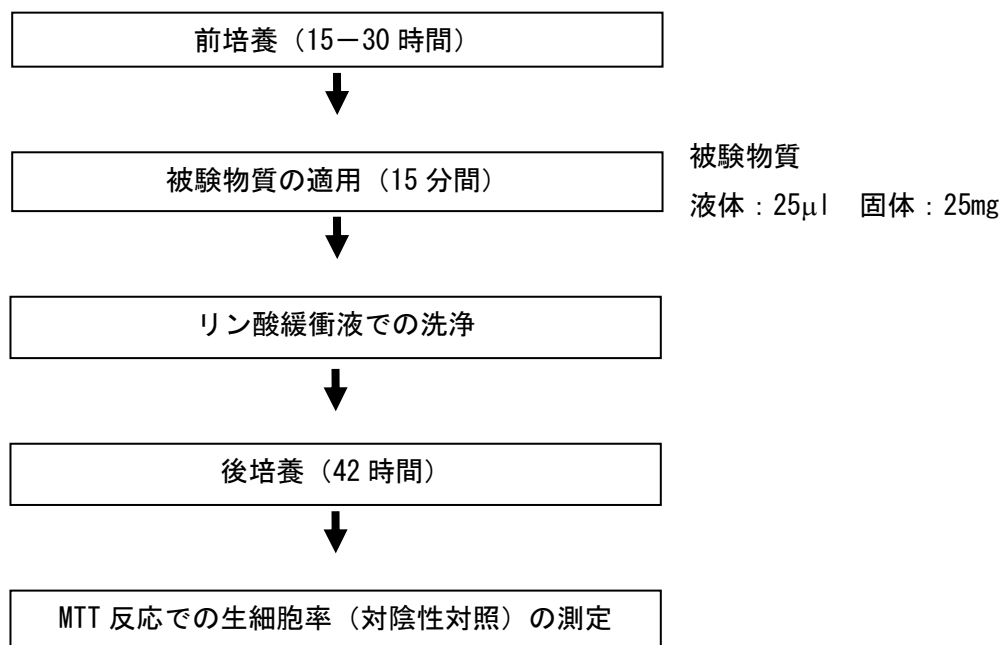 前培養（15－30 時間）
被験物質の適用（15 分間）
被験物質
液体：25μl　固体：25mg
リン酸緩衝液での洗浄
後培養（42 時間）
MTT 反応での生細胞率（対陰性対照）の測定